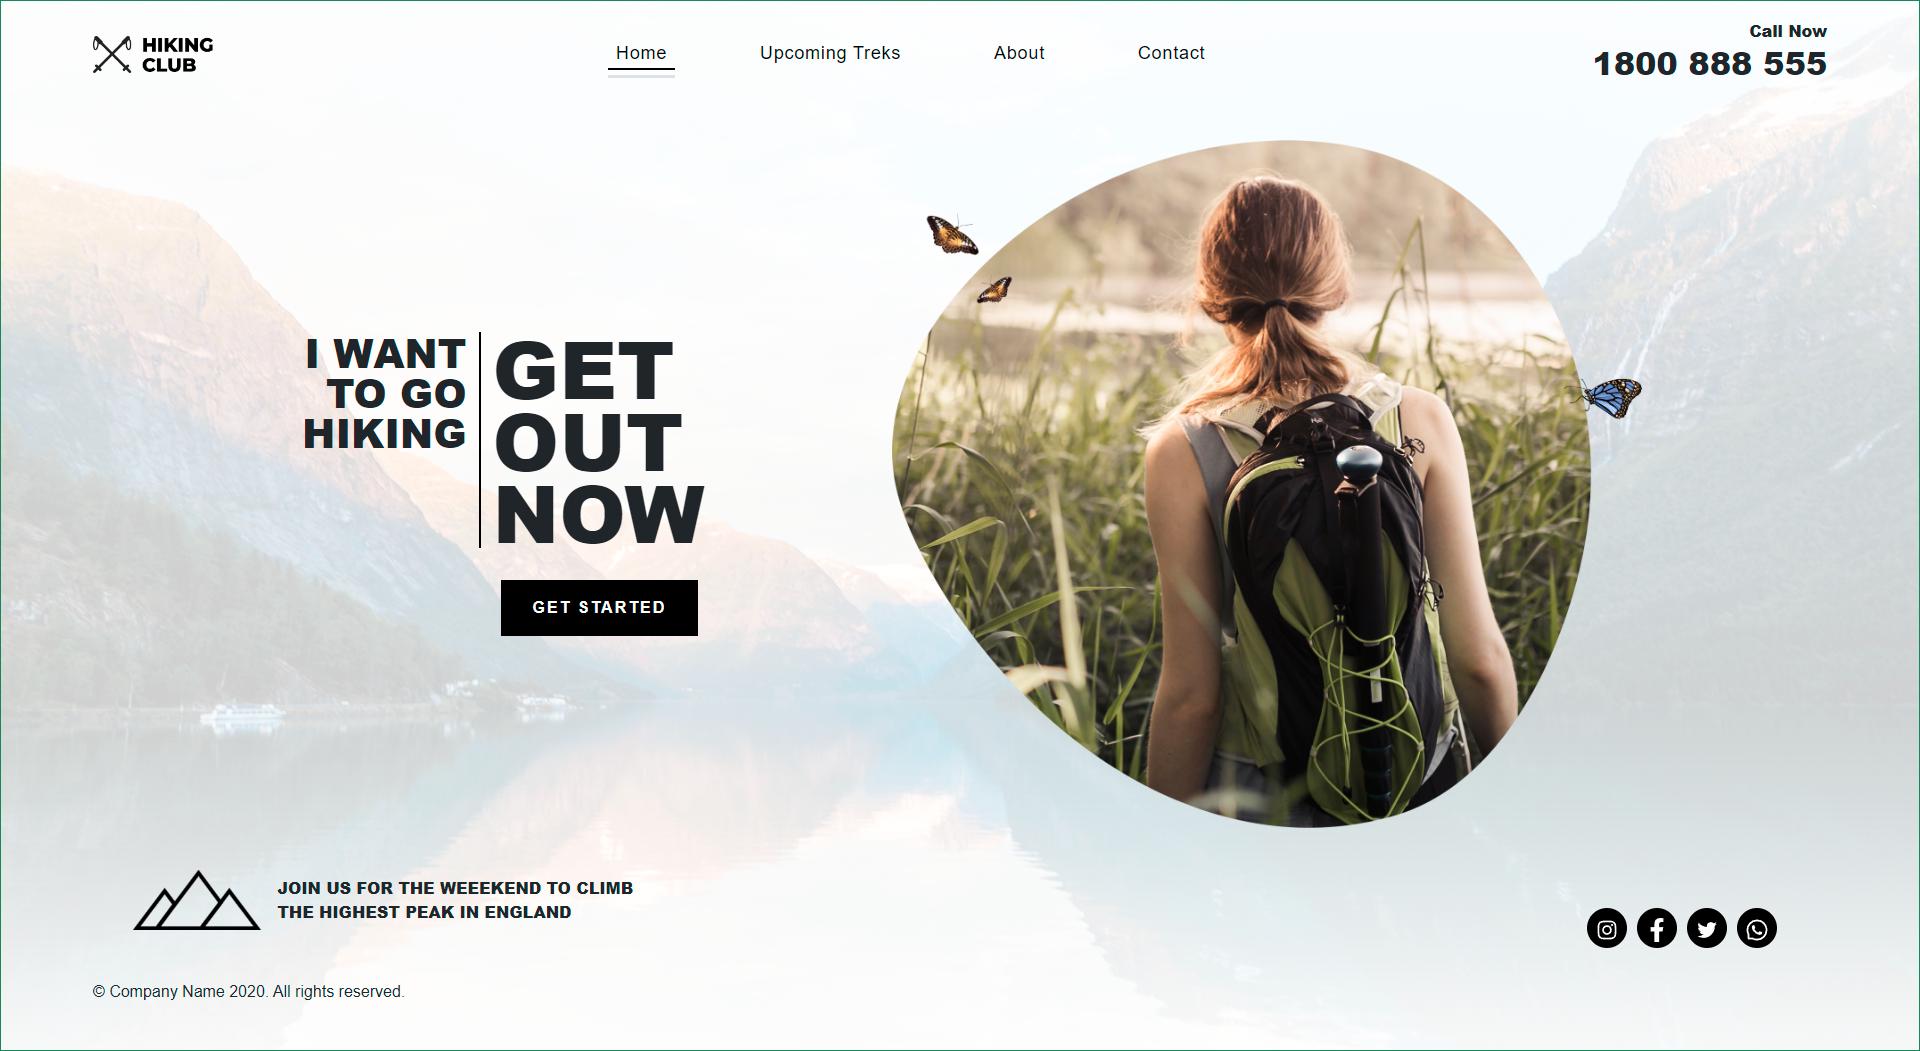 HIKING
CLUB
Home
Upcoming Treks
About
Contact
Call Now
1800 888 555
I WANT
TO GO
HIKING
GET
OUT
NOW
GET STARTED
JOIN US FOR THE WEEEKEND TO CLIMB
THE HIGHEST PEAK IN ENGLAND
© Company Name 2020. All rights reserved.